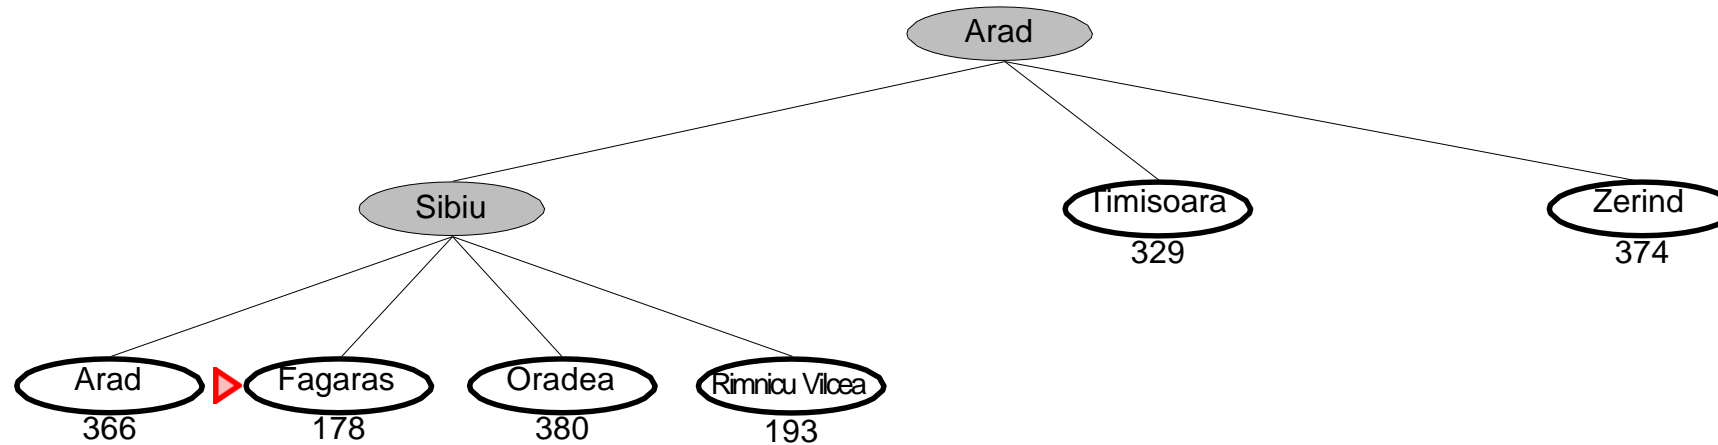 Arad
Sibiu
Timisoara
Zerind
329
374
Arad
Fagaras
Oradea
Rimnicu Vilcea
366
178
380
193